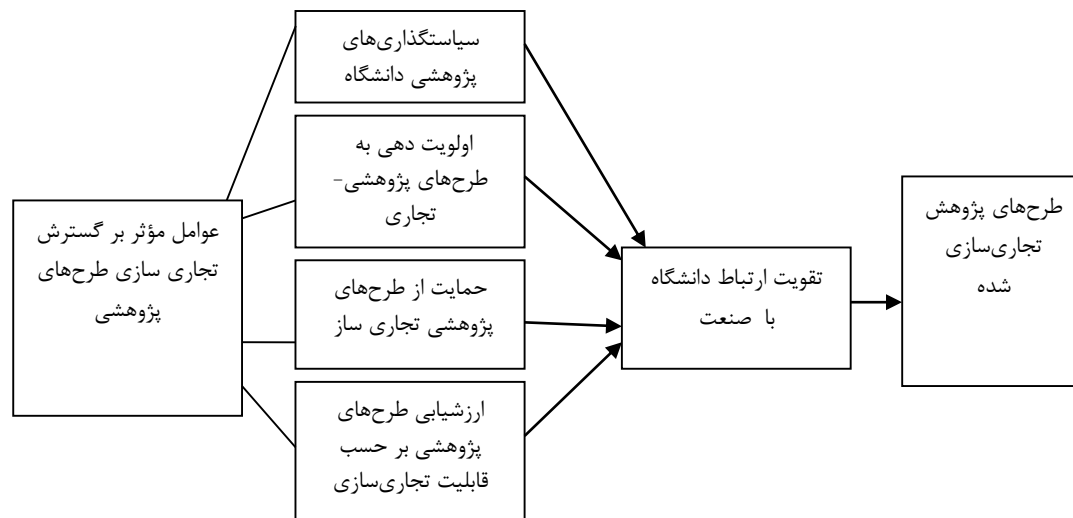 عوامل مؤثر بر گسترش
تجاری سازی طرح‌های
پژوهشی
سیاستگذاری‌های
پژوهشی دانشگاه
اولویت دهی به
طرح‌های پژوهشی-
تجاری
حمایت از طرح‌های
پژوهشی تجاری ساز
ارزشیابی طرح‌های
پژوهشی بر حسب
قابلیت تجاری‌سازی
تقویت ارتباط دانشگاه
با صنعت
طرح‌های پژوهش
تجاری‌سازی
شده